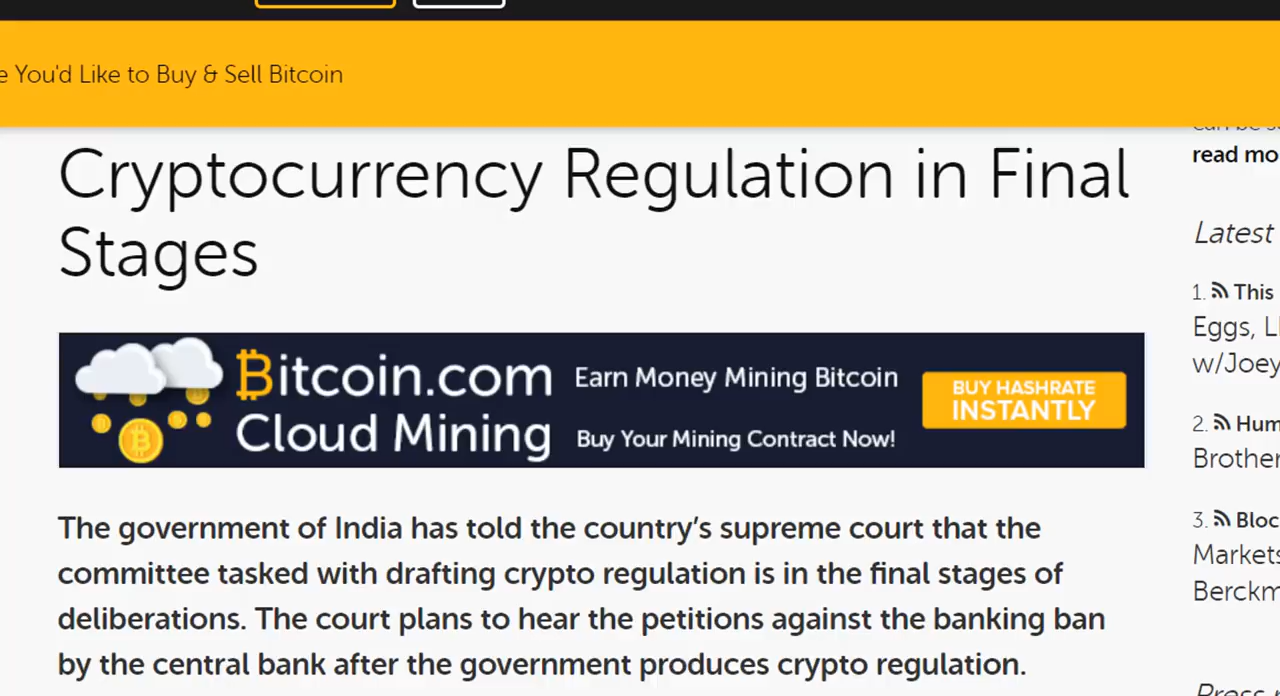 e You'd Like to Buy & Sell Bitcoin
Cryptocurrency Regulation in Final
Stages
Bitcoin.com
Cloud Mining
Earn Money Mining Bitcoin
Buy Your Mining Contract Now!
BUY HASHRATE
INSTANTLY
The government of India has told the country’s supreme court that the
committee tasked with drafting crypto regulation is in the final stages of
deliberations. The court plans to hear the petitions against the banking ban
by the central bank after the government produces crypto regulation.
read mo
Latest
1. This
Eggs, L
w/Joey
2. Hum
Brother
3. Bloc
Markets
Berckm